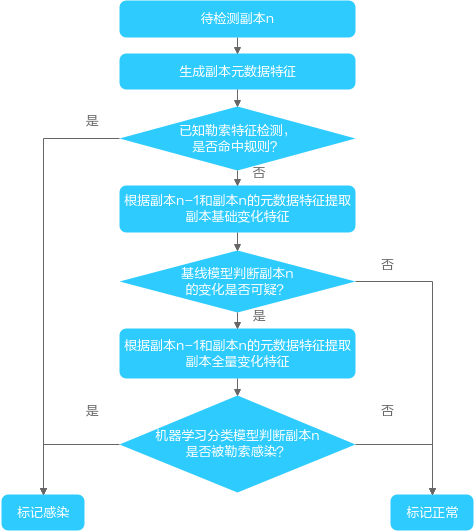 待检测副本n
生成副本元数据特征
是
已知勒索特征检测,
是否命中规则?
否
根据副本n-1和副本n的元数据特征提取
副本基础变化特征
否
基线模型判断副本n
的变化是否可疑?
是
根据副本n-1和副本n的元数据特征提取
副本全量变化特征
是
否
机器学习分类模型判断副本n
是否被勒索感染?
标记感染
标记正常